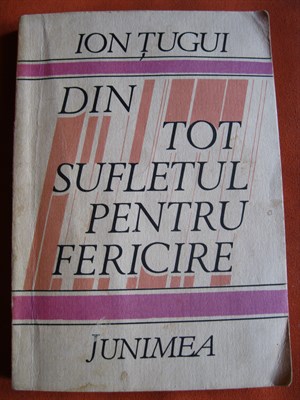 ION ȚUGUI
DIN
TOT
SUFLETUL
PENTRU
FERICIRE
JUNIMEA